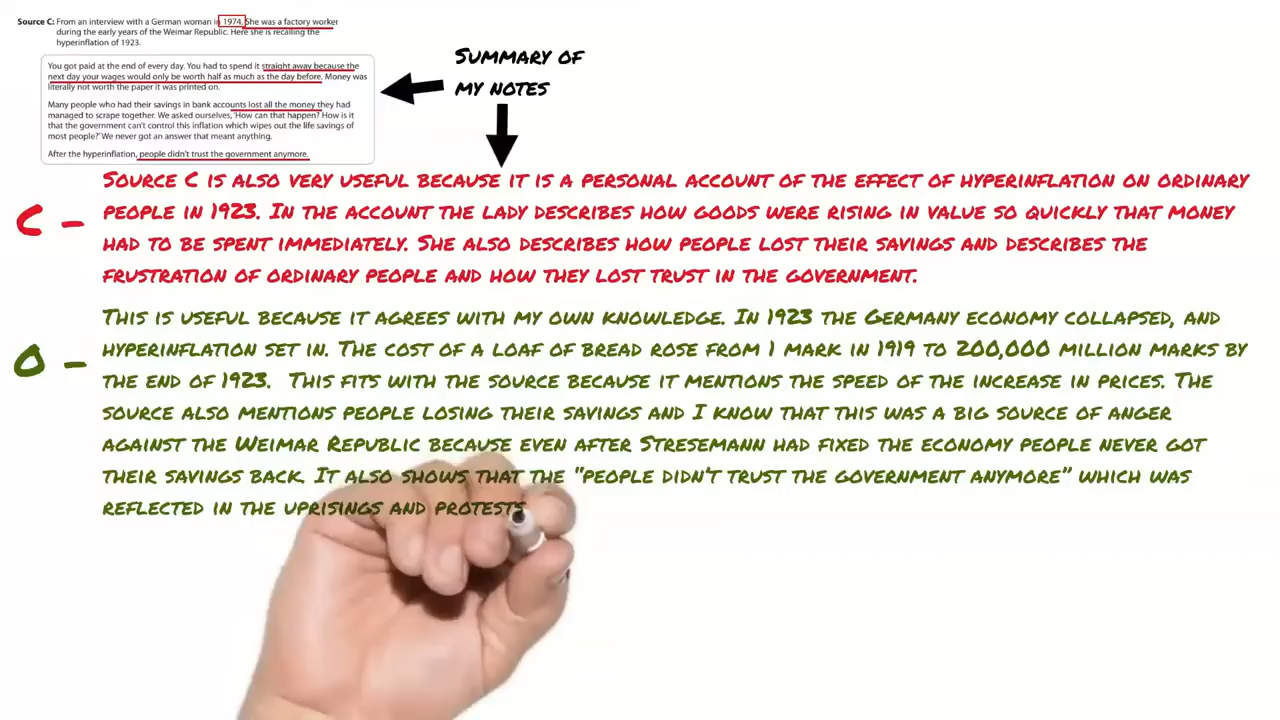 Source C: From an interview with a German woman in 1974. She was a factory worker
during the early years of the Weimar Republic. Here she is recalling the
hyperinflation of 1923.
You got paid at the end of every day. You had to spend it straight away because the
next day your wages would only be worth half as much as the day before. Money was
literally not worth the paper it was printed on.
Many people who had their savings in bank accounts lost all the money they had
managed to scrape together. We asked ourselves, 'How can that happen? How is it
that the government can't control this inflation which wipes out the life savings of
most people?' We never got an answer that meant anything.
After the hyperinflation, people didn't trust the government anymore.
Summary of
my notes
C - Source C is also very useful because it is a personal account of the effect of hyperinflation on ordinary
people in 1923. In the account the lady describes how goods were rising in value so quickly that money
had to be spent immediately. She also describes how people lost their savings and describes the
frustration of ordinary people and how they lost trust in the government.
O - This is useful because it agrees with my own knowledge. In 1923 the Germany economy collapsed, and
hyperinflation set in. The cost of a loaf of bread rose from 1 mark in 1919 to 200,000 million marks by
the end of 1923. This fits with the source because it mentions the speed of the increase in prices. The
source also mentions people losing their savings and I know that this was a big source of anger
against the Weimar Republic because even after Stresemann had fixed the economy people never got
their savings back. It also shows that the "people didn't trust the government anymore" which was
reflected in the uprisings and protests